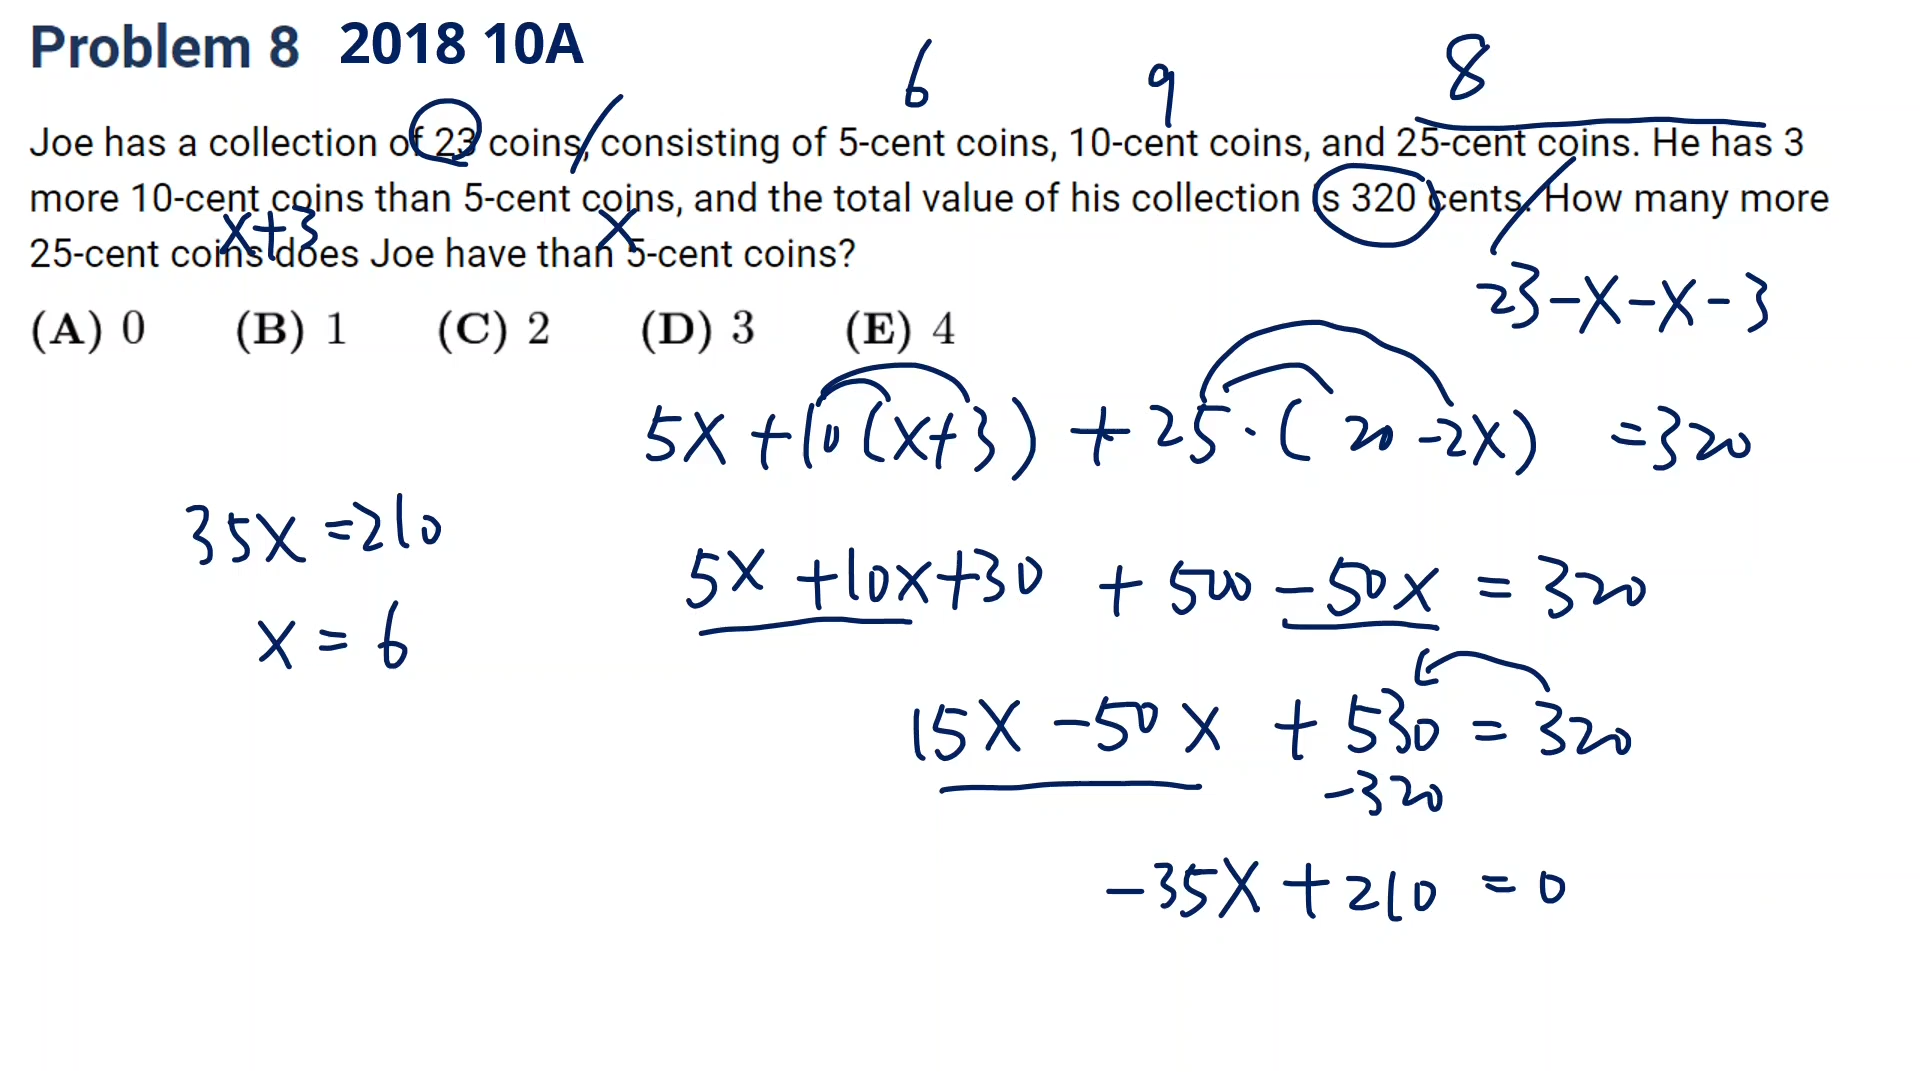 Problem 8 2018 10A
6 9 8
Joe has a collection of 23 coins, consisting of 5-cent coins, 10-cent coins, and 25-cent coins. He has 3
more 10-cent coins than 5-cent coins, and the total value of his collection is 320 cents. How many more
x+3 x
25-cent coins does Joe have than 5-cent coins?
23-x-x-3
(A) 0 (B) 1 (C) 2 (D) 3 (E) 4
5x+10(x+3)+25·(20-2x) =320
35x=210
5x+10x+30+500-50x=320
x=6
15x-50x+530=320
-320
-35x+210=0